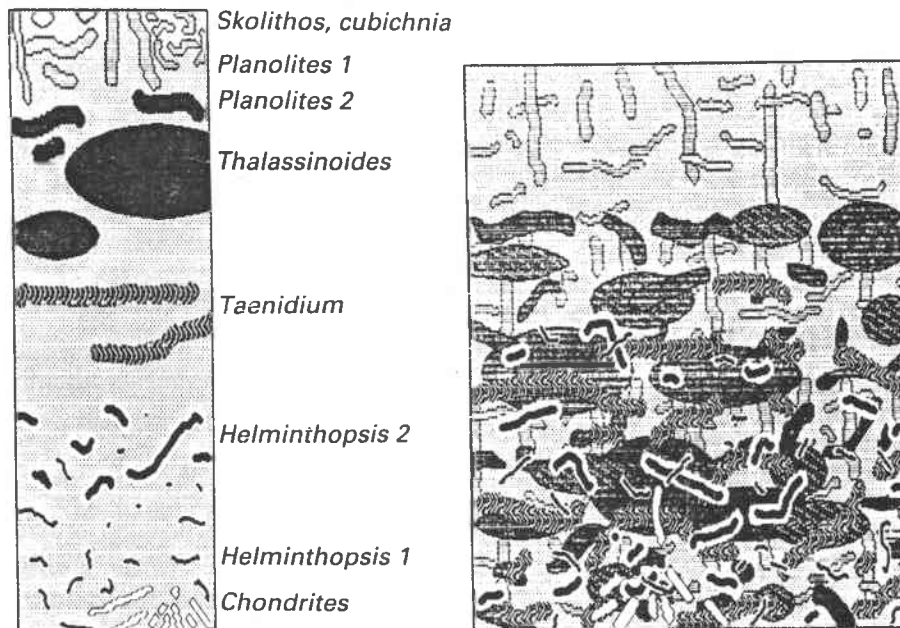 Skolithos, cubichnia
Planolites 1
Planolites 2
Thalassinoides
Taenidium
Helminthopsis 2
Helminthopsis 1
Chondrites